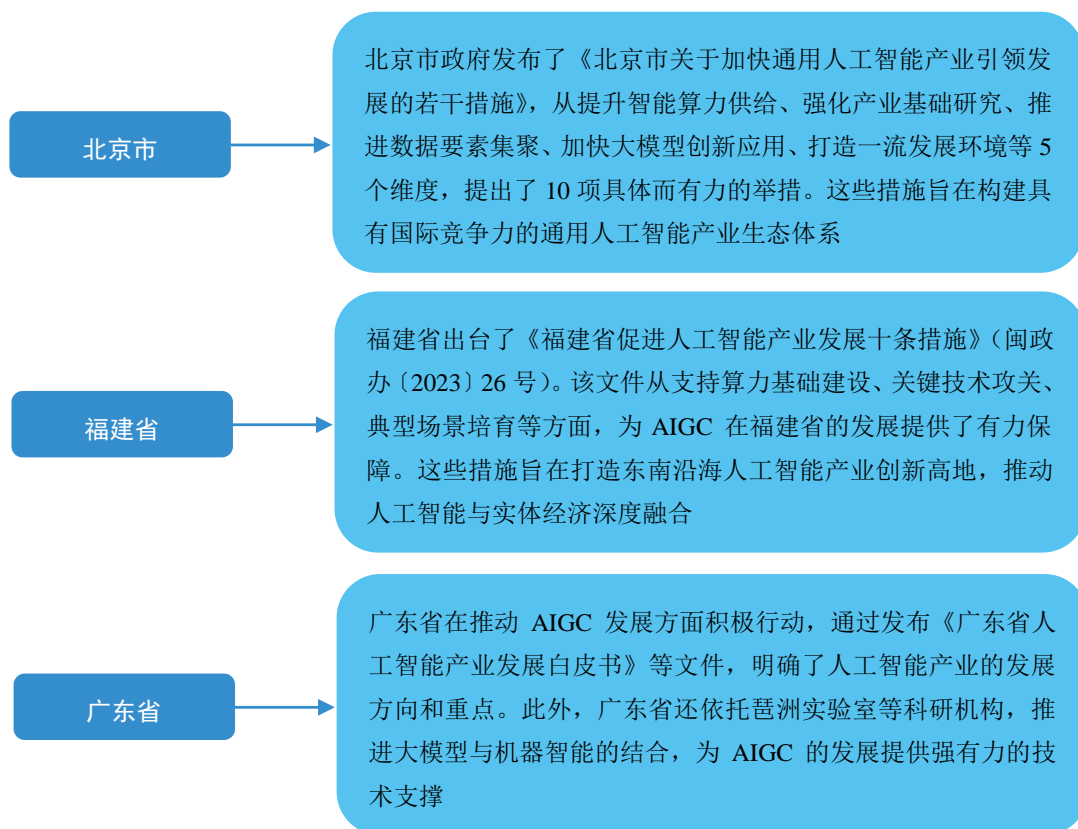 北京市
北京市政府发布了《北京市关于加快通用人工智能产业引领发
展的若干措施》，从提升智能算力供给、强化产业基础研究、推
进数据要素集聚、加快大模型创新应用、打造一流发展环境等 5
个维度，提出了 10 项具体而有力的举措。这些措施旨在构建具
有国际竞争力的通用人工智能产业生态体系
福建省
福建省出台了《福建省促进人工智能产业发展十条措施》（闽政
办〔2023〕26 号）。该文件从支持算力基础建设、关键技术攻关、
典型场景培育等方面，为 AIGC 在福建省的发展提供了有力保
障。这些措施旨在打造东南沿海人工智能产业创新高地，推动
人工智能与实体经济深度融合
广东省
广东省在推动 AIGC 发展方面积极行动，通过发布《广东省人
工智能产业发展白皮书》等文件，明确了人工智能产业的发展
方向和重点。此外，广东省还依托琶洲实验室等科研机构，推
进大模型与机器智能的结合，为 AIGC 的发展提供强有力的技
术支撑